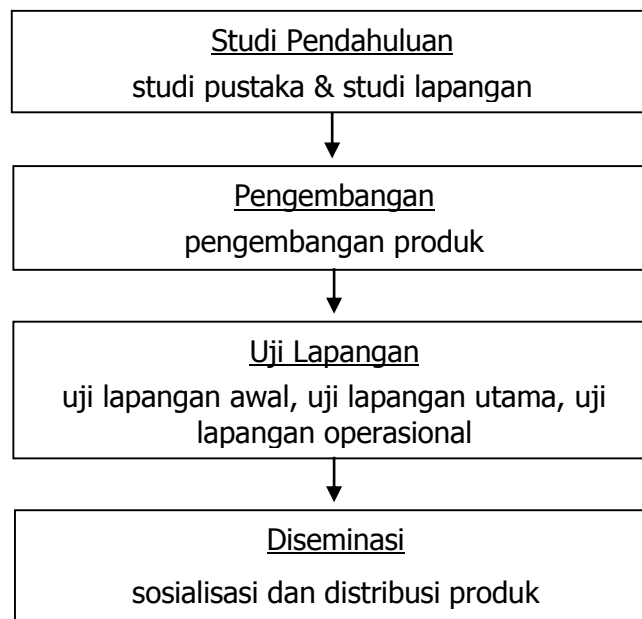 Studi Pendahuluan
studi pustaka & studi lapangan
Pengembangan
pengembangan produk
Uji Lapangan
uji lapangan awal, uji lapangan utama, uji
lapangan operasional
Diseminasi
sosialisasi dan distribusi produk